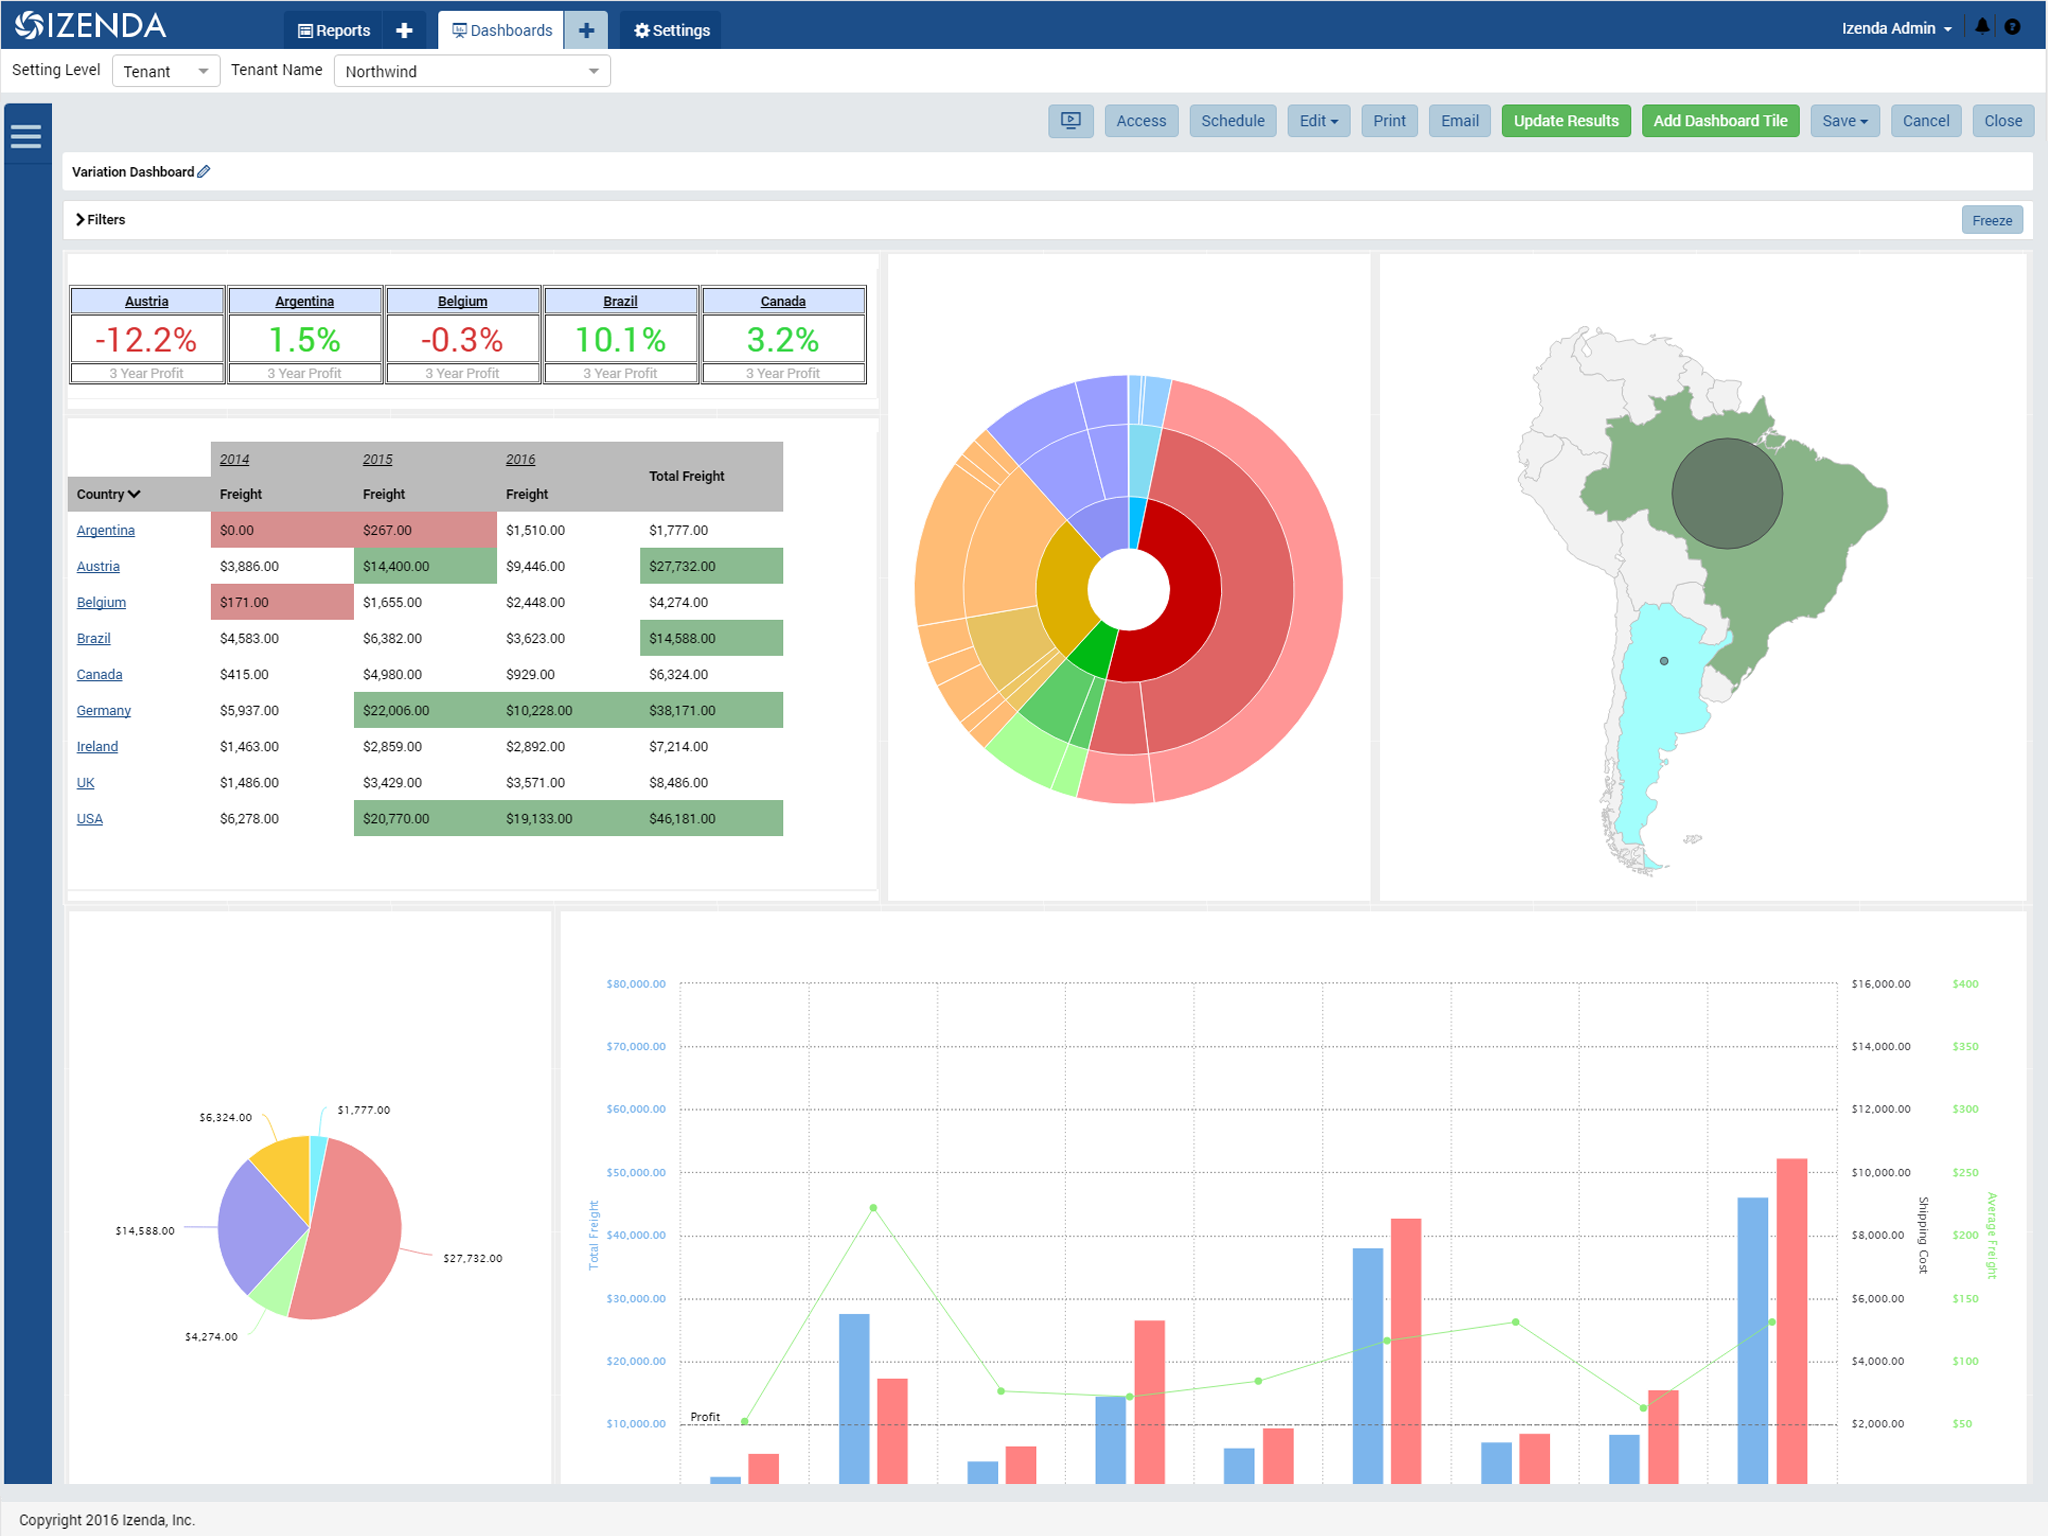 IZENDA
Reports
Dashboards
Settings
Izenda Admin
Setting Level Tenant Tenant Name Northwind
Access Schedule Edit Print Email Update Results Add Dashboard Tile Save Cancel Close
Variation Dashboard
Filters
Freeze
Austria Argentina Belgium Brazil Canada
-12.2% 1.5% -0.3% 10.1% 3.2%
3 Year Profit 3 Year Profit 3 Year Profit 3 Year Profit 3 Year Profit
2014 2015 2016 Total Freight
Country Freight Freight Freight
Argentina $0.00 $267.00 $1,510.00 $1,777.00
Austria $3,886.00 $14,400.00 $9,446.00 $27,732.00
Belgium $171.00 $1,655.00 $2,448.00 $4,274.00
Brazil $4,583.00 $6,382.00 $3,623.00 $14,588.00
Canada $415.00 $4,980.00 $929.00 $6,324.00
Germany $5,937.00 $22,006.00 $10,228.00 $38,171.00
Ireland $1,463.00 $2,859.00 $2,892.00 $7,214.00
UK $1,486.00 $3,429.00 $3,571.00 $8,486.00
USA $6,278.00 $20,770.00 $19,133.00 $46,181.00
$6,324.00
$1,777.00
$14,588.00
$27,732.00
$4,274.00
$80,000.00 $16,000.00 $400
$70,000.00 $14,000.00 $350
$60,000.00 $12,000.00 $300
$50,000.00 $10,000.00 $250
$40,000.00 $8,000.00 $200
$30,000.00 $6,000.00 $150
$20,000.00 $4,000.00 $100
$10,000.00 $2,000.00 $50
Total Freight
Shipping Cost
Average Freight
Profit
Copyright 2016 Izenda, Inc.